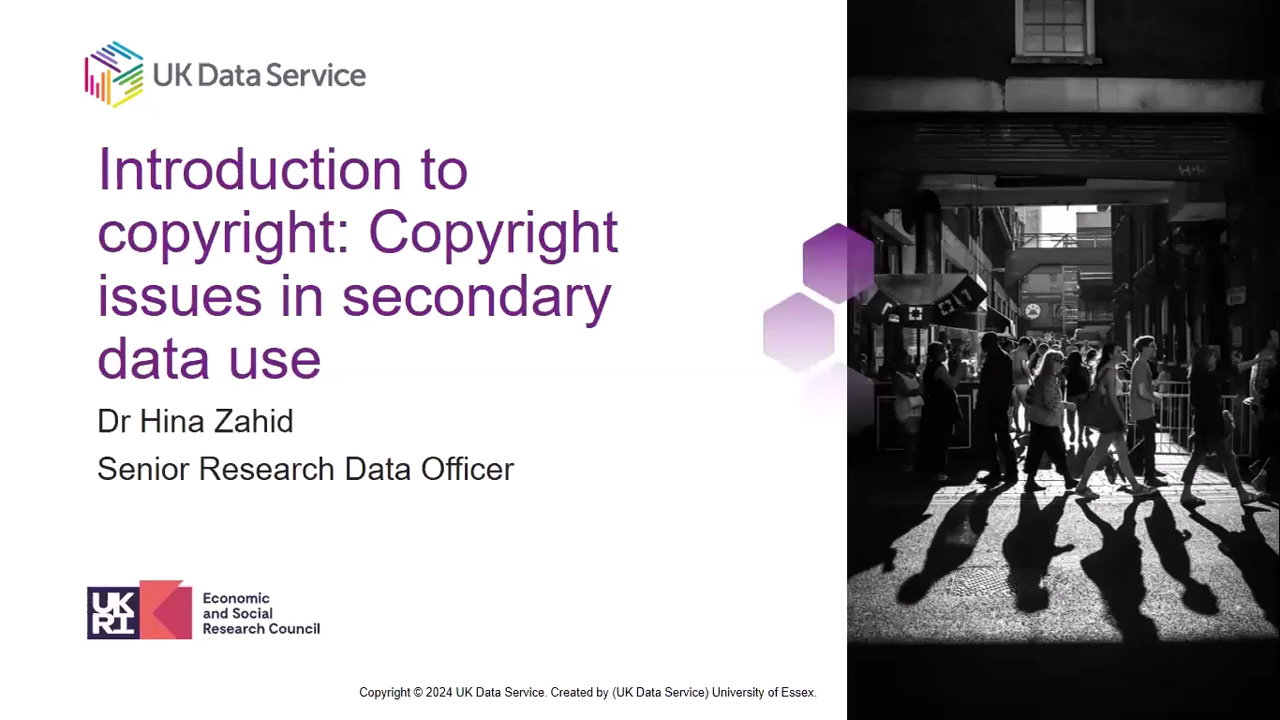 UK Data Service
Introduction to
copyright: Copyright
issues in secondary
data use
Dr Hina Zahid
Senior Research Data Officer
UKRI
Economic
and Social
Research Council
Copyright © 2024 UK Data Service. Created by (UK Data Service) University of Essex.